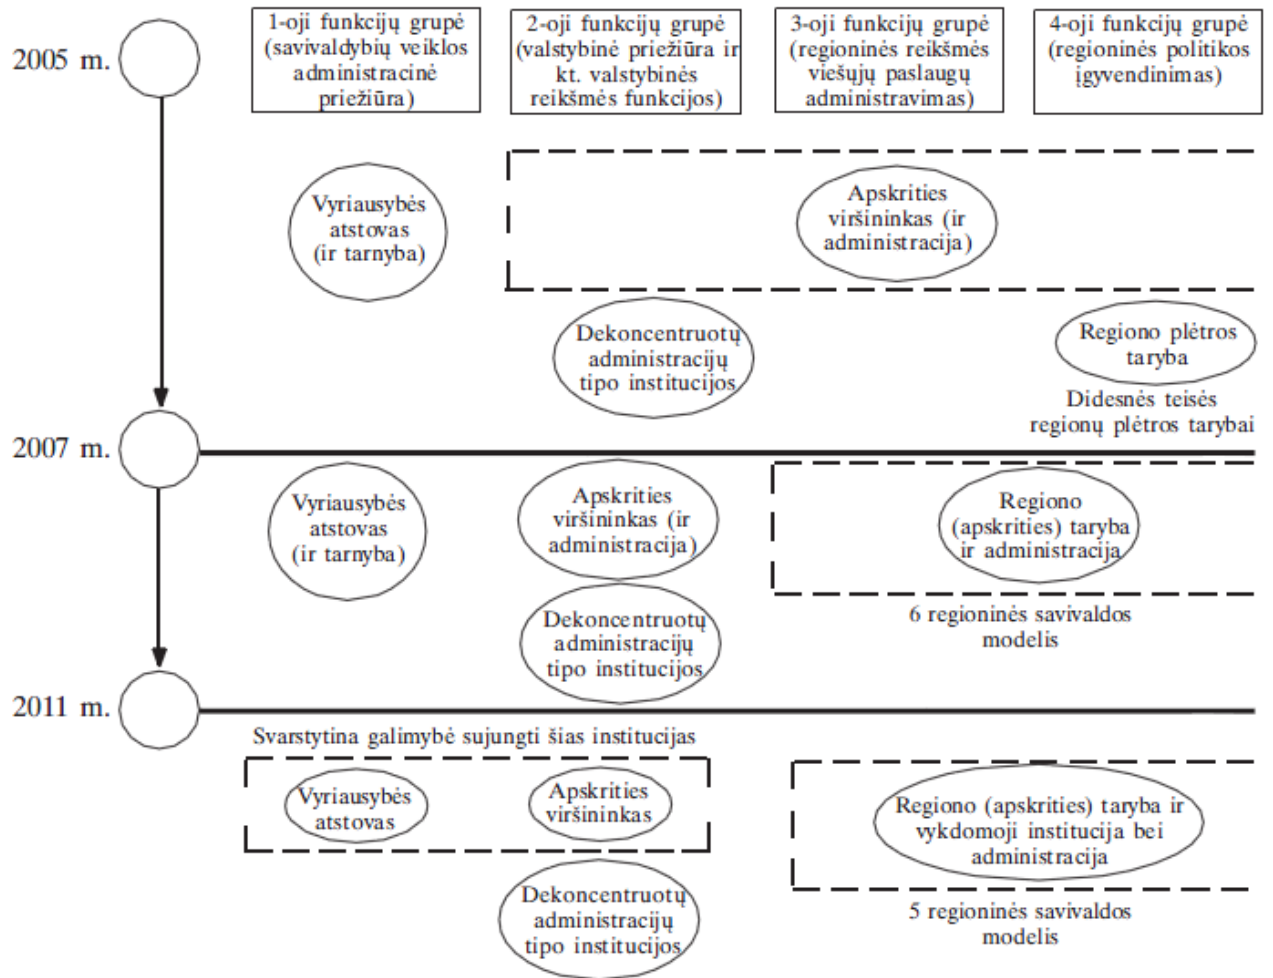 2005 m.
1-oji funkcijų grupė
(savivaldybių veiklos
administracinė
priežiūra)
2-oji funkcijų grupė
(valstybinė priežiūra ir
kt. valstybinės
reikšmės funkcijos)
3-oji funkcijų grupė
(regioninės reikšmės
viešųjų paslaugų
administravimas)
4-oji funkcijų grupė
(regioninės politikos
įgyvendinimas)
Vyriausybės
atstovas
(ir tarnyba)
Apskrities
viršininkas (ir
administracija)
Dekoncentruotų
administracijų
tipo institucijos
Regiono plėtros
taryba
Didesnės teisės
regionų plėtros tarybai
2007 m.
Vyriausybės
atstovas
(ir tarnyba)
Apskrities
viršininkas (ir
administracija)
Regiono
(apskrities) taryba
ir administracija
Dekoncentruotų
administracijų
tipo institucijos
6 regioninės savivaldos
modelis
2011 m.
Svarstytina galimybė sujungti šias institucijas
Vyriausybės
atstovas
Apskrities
viršininkas
Regiono (apskrities) taryba ir
vykdomoji institucija bei
administracija
Dekoncentruotų
administracijų
tipo institucijos
5 regioninės savivaldos
modelis